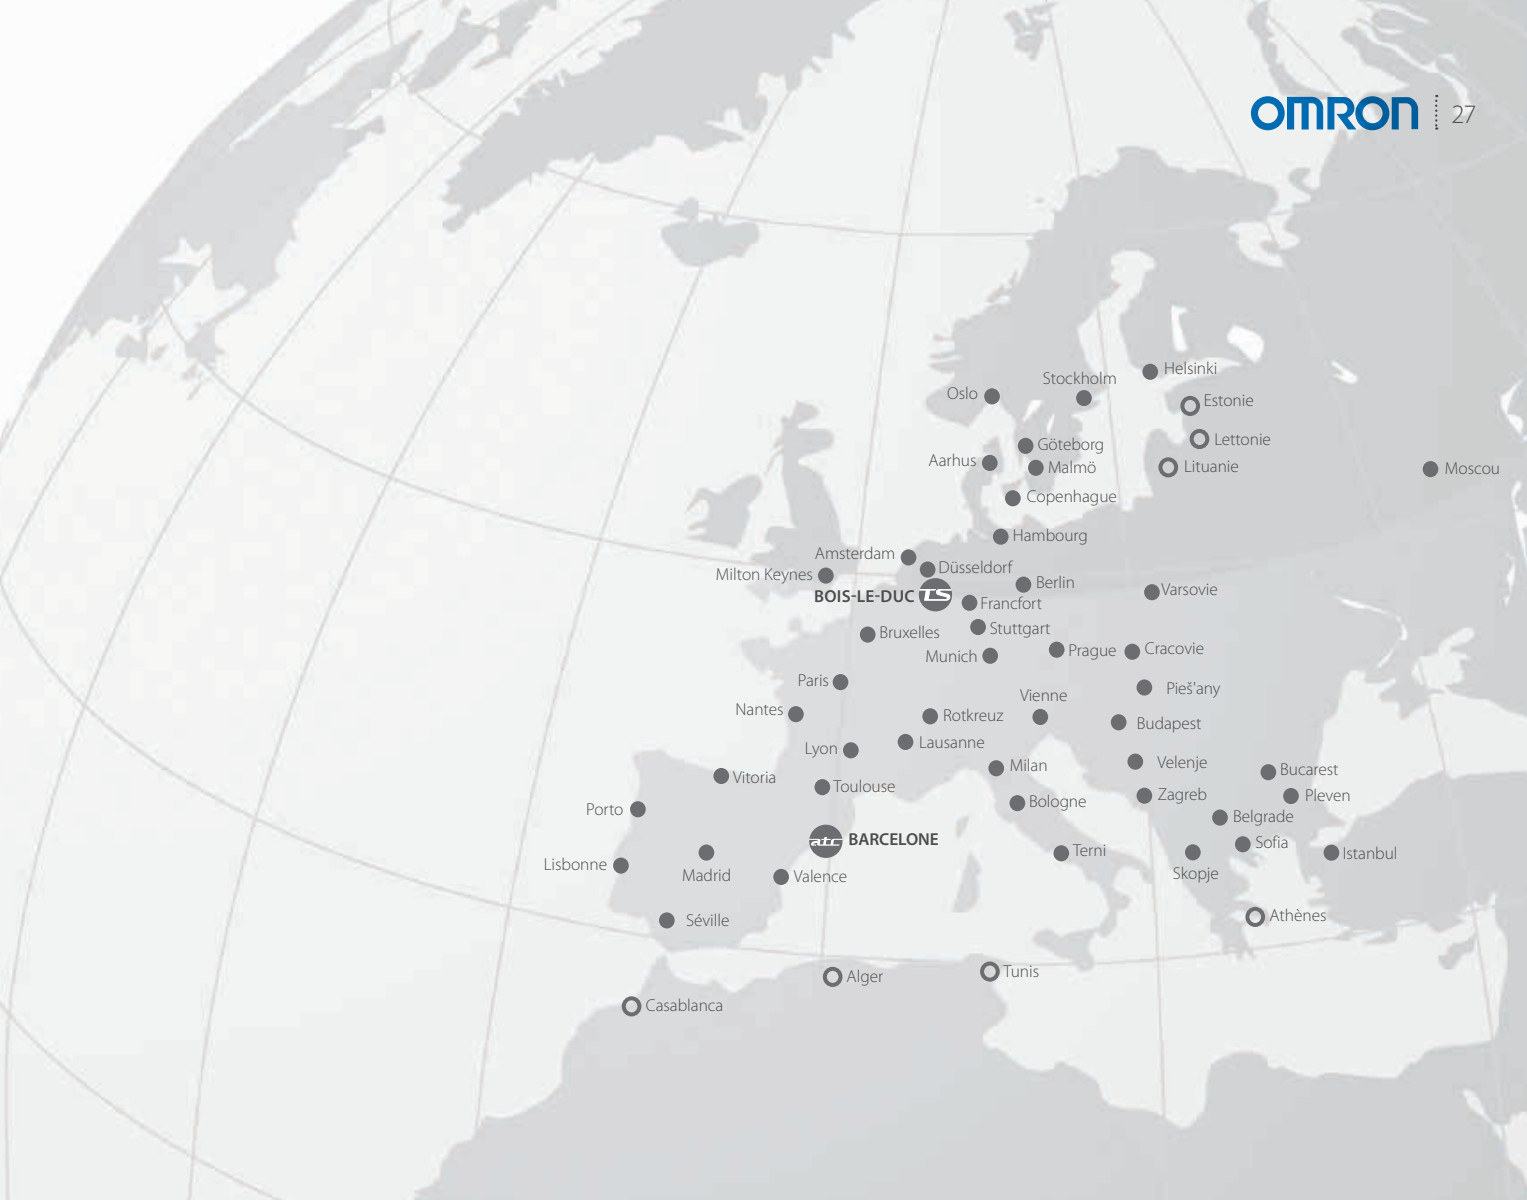 OMRON 27
Helsinki
Stockholm
Oslo
Estonie
Lettonie
Göteborg
Aarhus
Malmö
Lituanie
Moscou
Copenhague
Hambourg
Amsterdam
Düsseldorf
Milton Keynes
Berlin
Varsovie
BOIS-LE-DUC TS
Francfort
Stuttgart
Bruxelles
Prague
Cracovie
Munich
Paris
Pieš'any
Vienne
Nantes
Rotkreuz
Budapest
Lausanne
Lyon
Velenje
Milan
Bucarest
Vitoria
Toulouse
Zagreb
Pleven
Bologne
Porto
Belgrade
atc BARCELONE
Sofia
Terni
Istanbul
Lisbonne
Skopje
Madrid
Valence
Séville
Athènes
Tunis
Alger
Casablanca